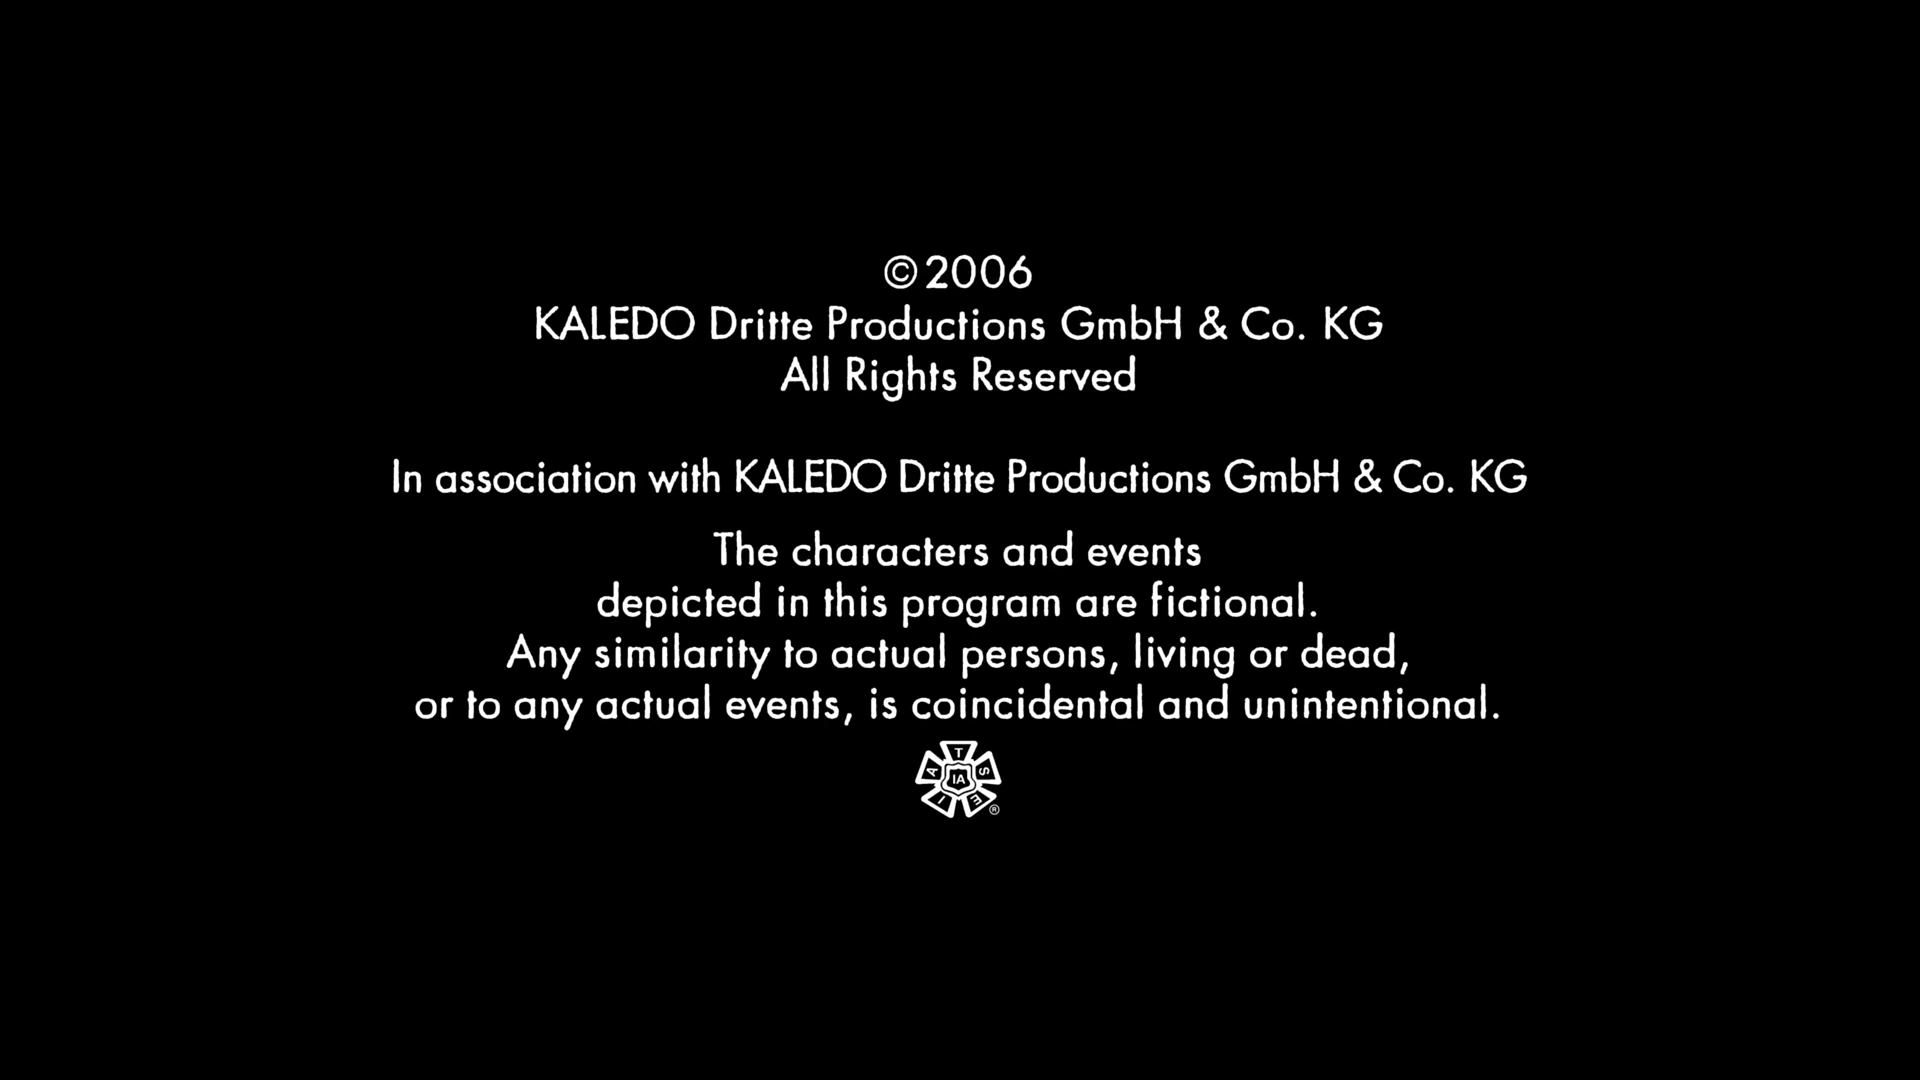 ©2006
KALEDO Dritte Productions GmbH & Co. KG
All Rights Reserved
In association with KALEDO Dritte Productions GmbH & Co. KG
The characters and events
depicted in this program are fictional.
Any similarity to actual persons, living or dead,
or to any actual events, is coincidental and unintentional.
I A T S E
IA
®